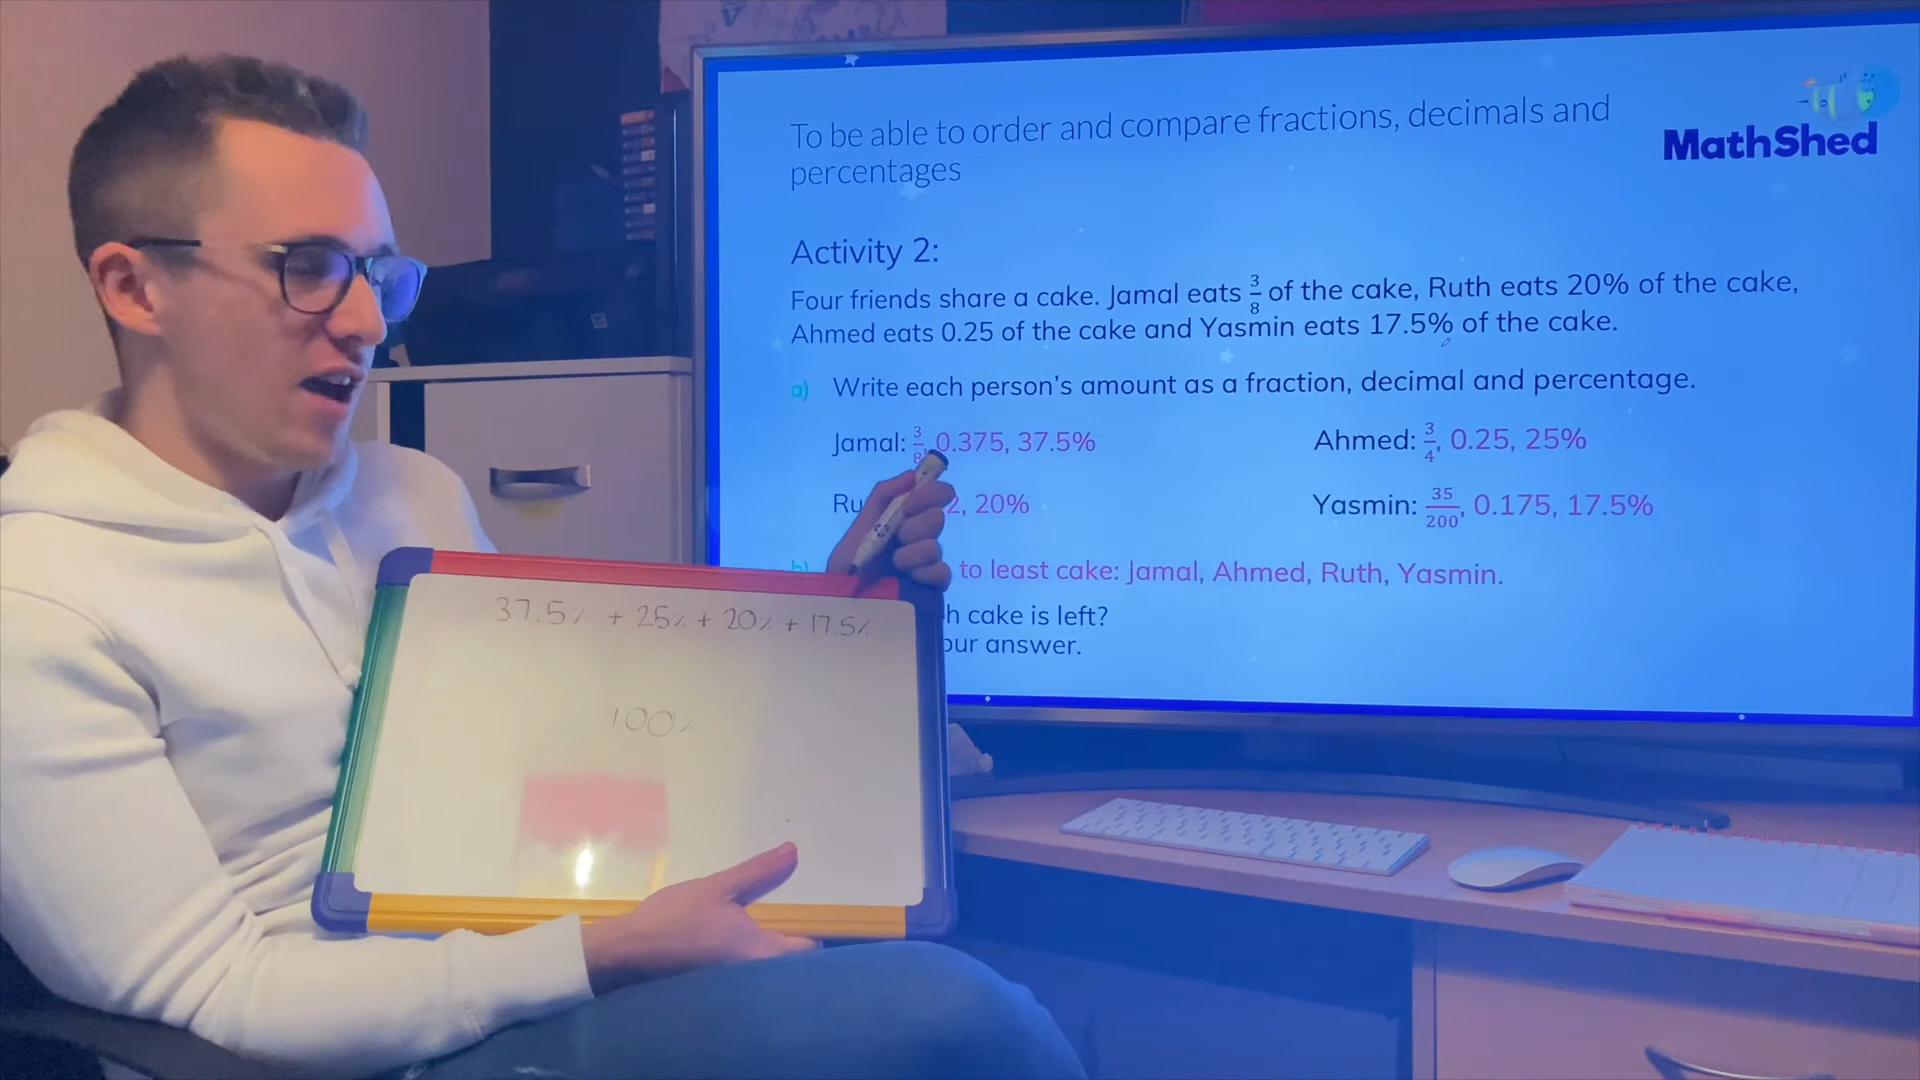 To be able to order and compare fractions, decimals and
percentages
MathShed
Activity 2:
Four friends share a cake. Jamal eats 3/8 of the cake, Ruth eats 20% of the cake,
Ahmed eats 0.25 of the cake and Yasmin eats 17.5% of the cake.
a) Write each person's amount as a fraction, decimal and percentage.
Jamal: 3/8, 0.375, 37.5%
Ahmed: 3/4, 0.25, 25%
2, 20%
Yasmin: 35/200, 0.175, 17.5%
to least cake: Jamal, Ahmed, Ruth, Yasmin.
cake is left?
answer.
37.5% + 25% + 20% + 17.5%
100%